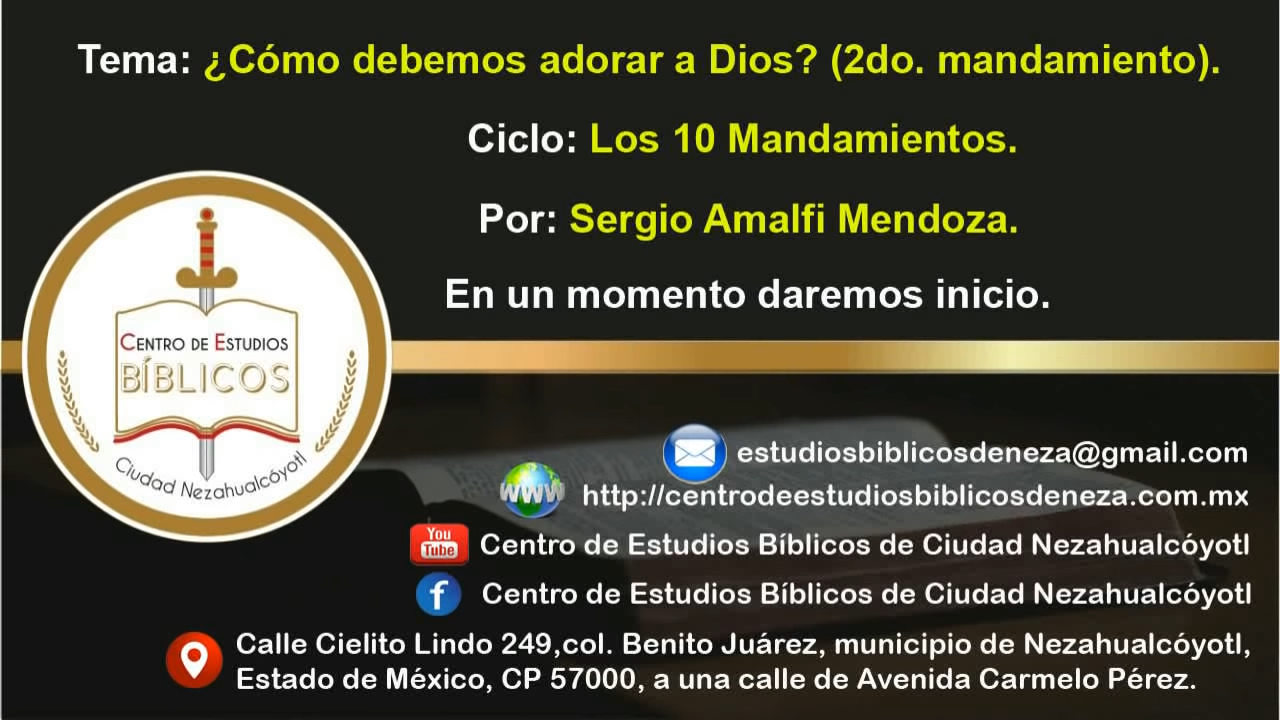 Tema: ¿Cómo debemos adorar a Dios? (2do. mandamiento).
Ciclo: Los 10 Mandamientos.
Por: Sergio Amalfi Mendoza.
En un momento daremos inicio.
CENTRO DE ESTUDIOS
BÍBLICOS
Ciudad Nezahualcóyotl
estudiosbiblicosdeneza@gmail.com
www
http://centrodeestudiosbiblicosdeneza.com.mx
You
Tube
Centro de Estudios Bíblicos de Ciudad Nezahualcóyotl
f
Centro de Estudios Bíblicos de Ciudad Nezahualcóyotl
Calle Cielito Lindo 249,col. Benito Juárez, municipio de Nezahualcóyotl,
Estado de México, CP 57000, a una calle de Avenida Carmelo Pérez.